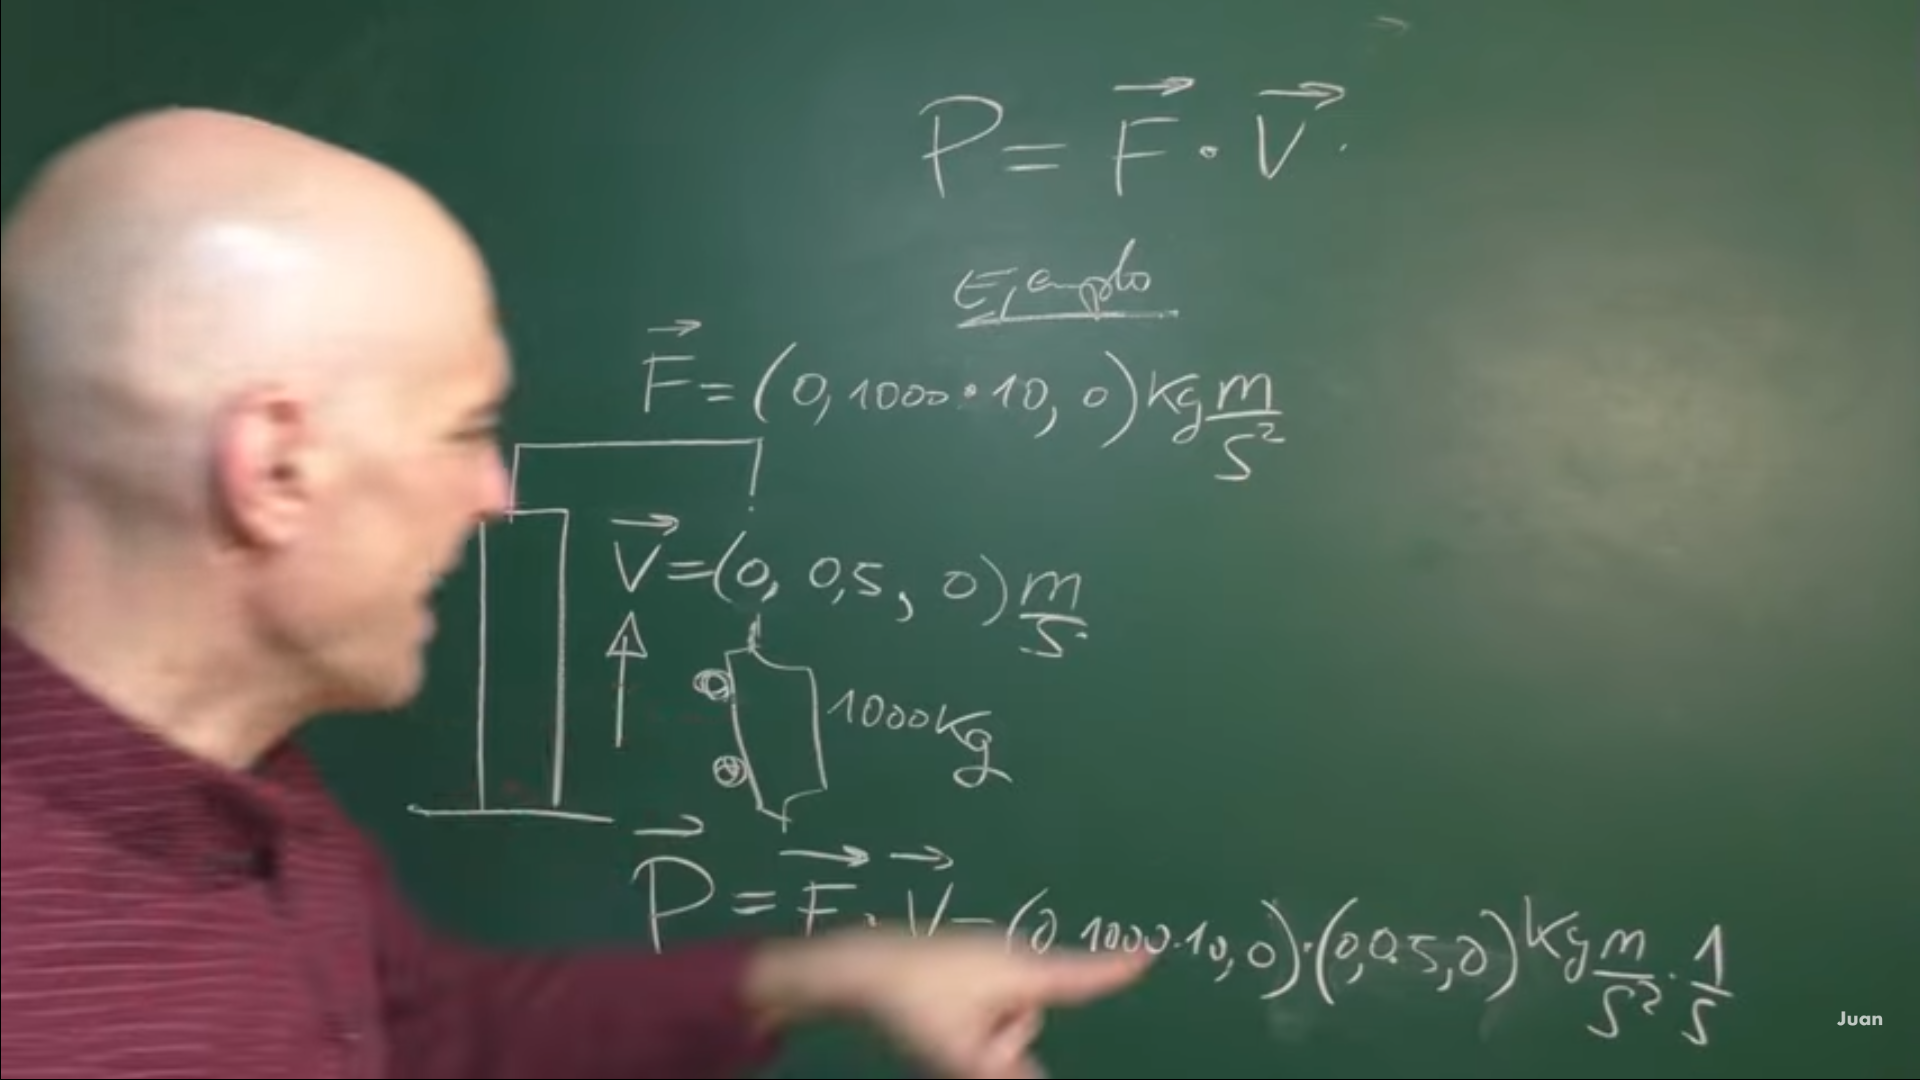 P = F · V .
Ejemplo
F = (0, 1000 · 10, 0) kg m/s²
V = (0, 0,5, 0) m/s
1000 kg
P = F · V = (0, 1000·10, 0)·(0, 0.5, 0) kg m/s² · 1/s
Juan